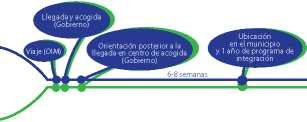 Llegada y acogida
(Gobierno)
Viaje (OIM)
Orientación posterior a la
llegada en centro de acogida
(Gobierno)
6-8 semanas
Ubicación
en el municipio
y 1 año de programa de
integración